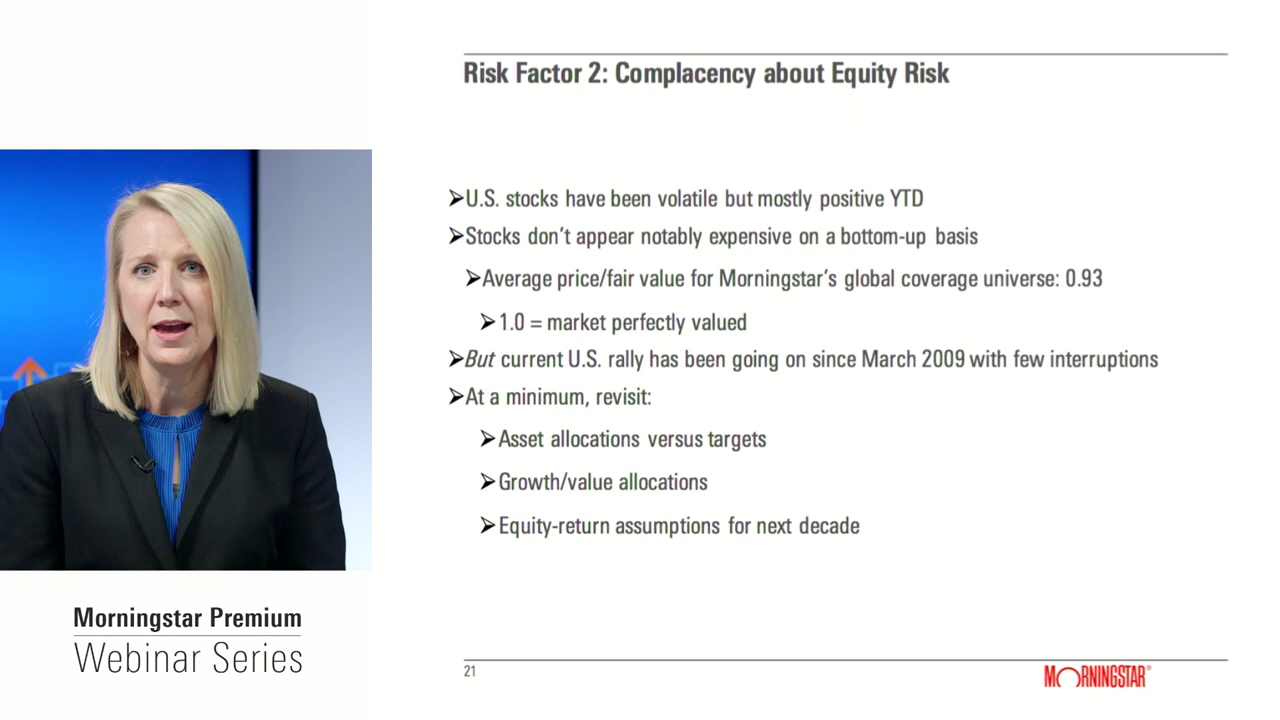 Risk Factor 2: Complacency about Equity Risk
➢U.S. stocks have been volatile but mostly positive YTD
➢Stocks don’t appear notably expensive on a bottom-up basis
➢Average price/fair value for Morningstar’s global coverage universe: 0.93
➢1.0 = market perfectly valued
➢But current U.S. rally has been going on since March 2009 with few interruptions
➢At a minimum, revisit:
➢Asset allocations versus targets
➢Growth/value allocations
➢Equity-return assumptions for next decade
Morningstar Premium
Webinar Series
21
MORNINGSTAR®